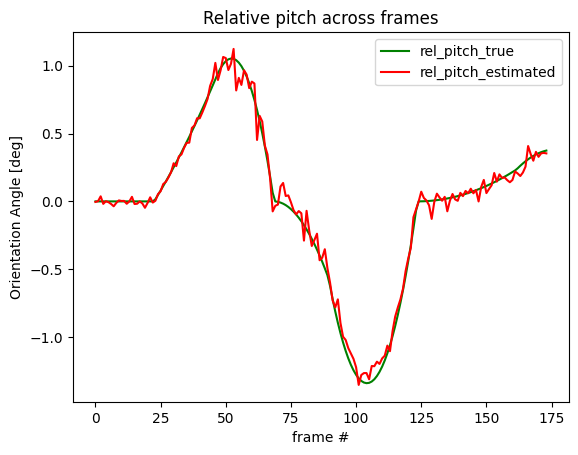 Relative pitch across frames
rel_pitch_true
rel_pitch_estimated
Orientation Angle [deg]
1.0
0.5
0.0
−0.5
−1.0
0 25 50 75 100 125 150 175
frame #